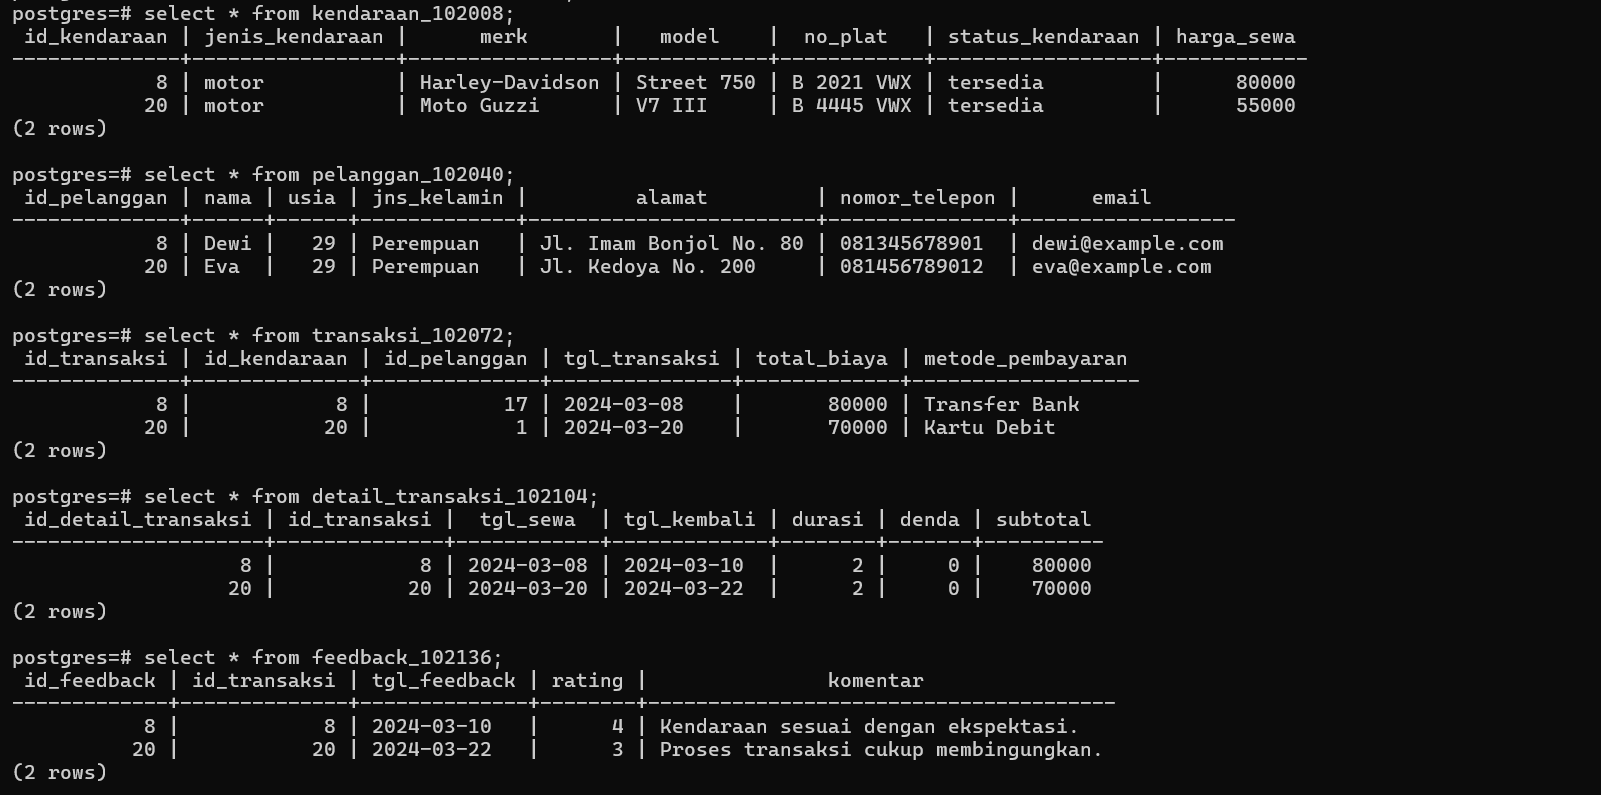 postgres=# select * from kendaraan_102008;
 id_kendaraan | jenis_kendaraan |      merk       |   model    |  no_plat   | status_kendaraan | harga_sewa
--------------+-----------------+-----------------+------------+------------+------------------+------------
            8 | motor           | Harley-Davidson | Street 750 | B 2021 VWX | tersedia         |      80000
           20 | motor           | Moto Guzzi      | V7 III     | B 4445 VWX | tersedia         |      55000
(2 rows)

postgres=# select * from pelanggan_102040;
 id_pelanggan | nama | usia | jns_kelamin |         alamat         | nomor_telepon |      email
--------------+------+------+-------------+------------------------+---------------+------------------
            8 | Dewi |   29 | Perempuan   | Jl. Imam Bonjol No. 80 | 081345678901  | dewi@example.com
           20 | Eva  |   29 | Perempuan   | Jl. Kedoya No. 200     | 081456789012  | eva@example.com
(2 rows)

postgres=# select * from transaksi_102072;
 id_transaksi | id_kendaraan | id_pelanggan | tgl_transaksi | total_biaya | metode_pembayaran
--------------+--------------+--------------+---------------+-------------+-------------------
            8 |            8 |           17 | 2024-03-08    |       80000 | Transfer Bank
           20 |           20 |            1 | 2024-03-20    |       70000 | Kartu Debit
(2 rows)

postgres=# select * from detail_transaksi_102104;
 id_detail_transaksi | id_transaksi |  tgl_sewa  | tgl_kembali | durasi | denda | subtotal
---------------------+--------------+------------+-------------+--------+-------+----------
                   8 |            8 | 2024-03-08 | 2024-03-10  |      2 |     0 |    80000
                  20 |           20 | 2024-03-20 | 2024-03-22  |      2 |     0 |    70000
(2 rows)

postgres=# select * from feedback_102136;
 id_feedback | id_transaksi | tgl_feedback | rating |               komentar
-------------+--------------+--------------+--------+---------------------------------------
           8 |            8 | 2024-03-10   |      4 | Kendaraan sesuai dengan ekspektasi.
          20 |           20 | 2024-03-22   |      3 | Proses transaksi cukup membingungkan.
(2 rows)